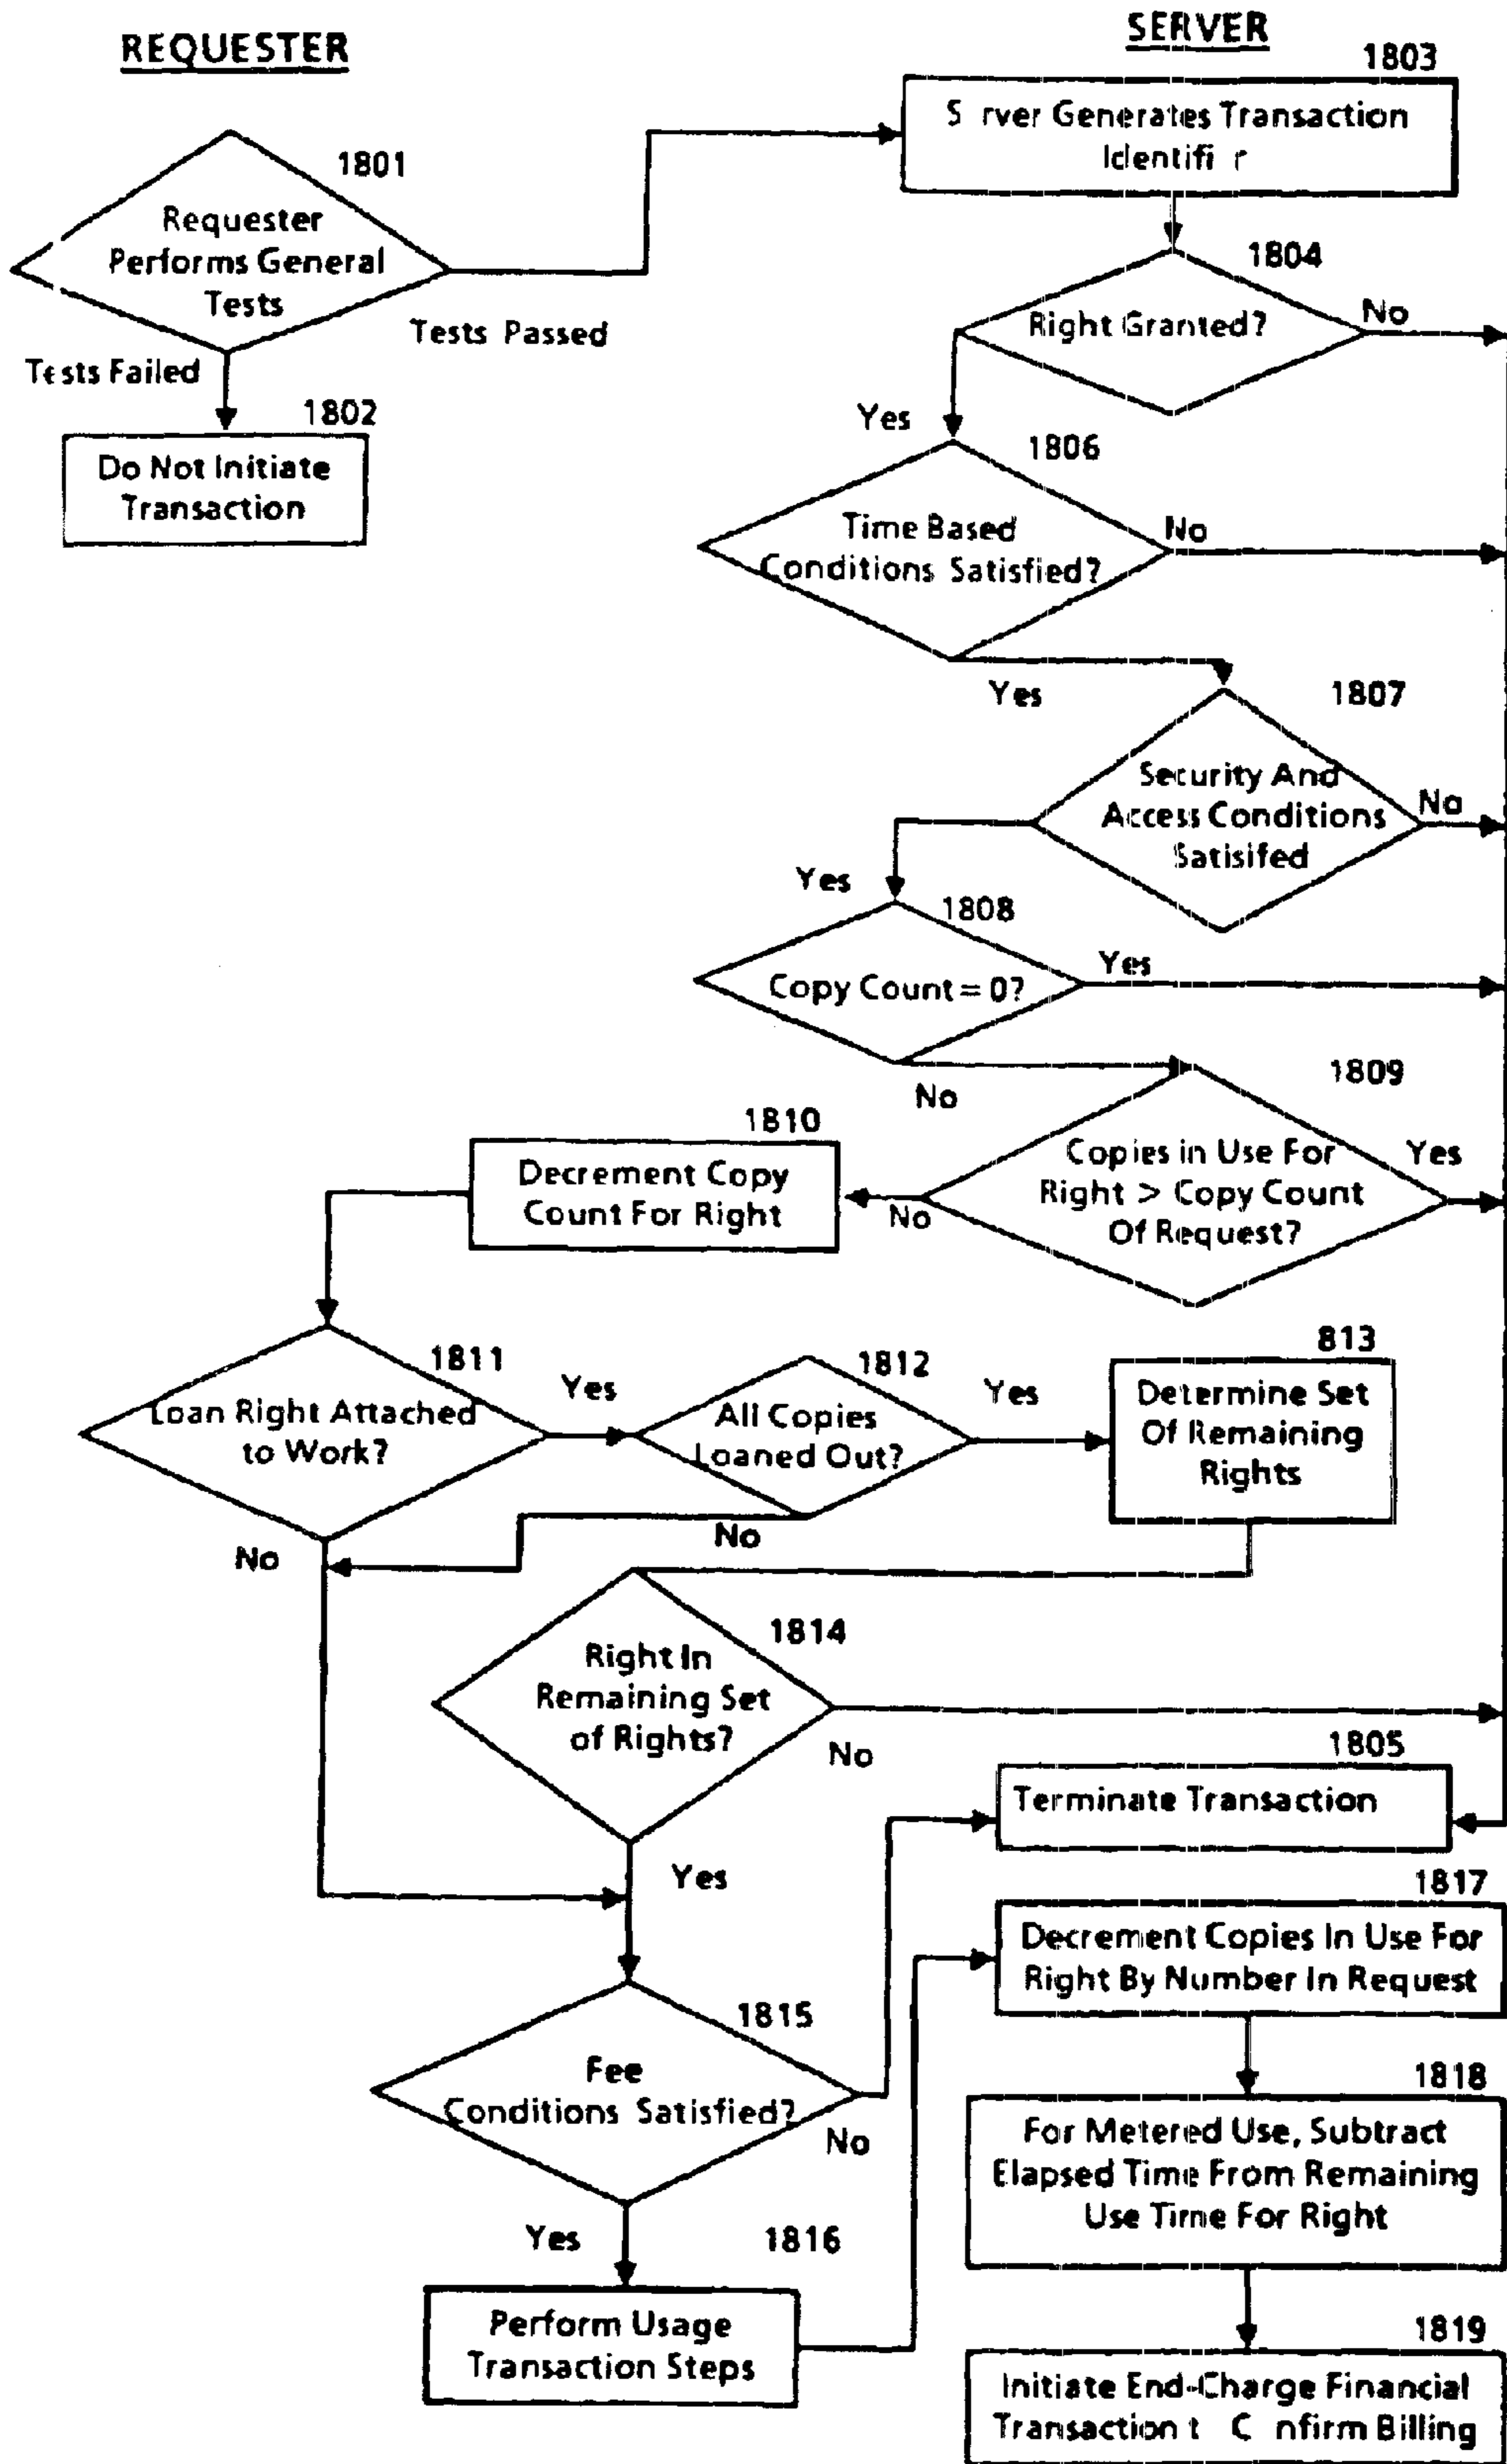 REQUESTER
SERVER
1803
S rver Generates Transaction
Identifi r
1801
Requester
Performs General
Tests
Tests Passed
Tests Failed
1802
Do Not Initiate
Transaction
1804
Right Granted?
No
Yes
1806
Time Based
Conditions Satisfied?
No
Yes
1807
Security And
Access Conditions
Satisifed
No
Yes
1808
Copy Count = 0?
Yes
No
1809
Copies in Use For
Right > Copy Count
Of Request?
Yes
No
1810
Decrement Copy
Count For Right
1811
Loan Right Attached
to Work?
Yes
No
1812
All Copies
Loaned Out?
Yes
No
813
Determine Set
Of Remaining
Rights
1814
Right In
Remaining Set
of Rights?
No
Yes
1805
Terminate Transaction
1815
Fee
Conditions Satisfied?
No
Yes
1816
Perform Usage
Transaction Steps
1817
Decrement Copies In Use For
Right By Number In Request
1818
For Metered Use, Subtract
Elapsed Time From Remaining
Use Time For Right
1819
Initiate End-Charge Financial
Transaction t C nfirm Billing